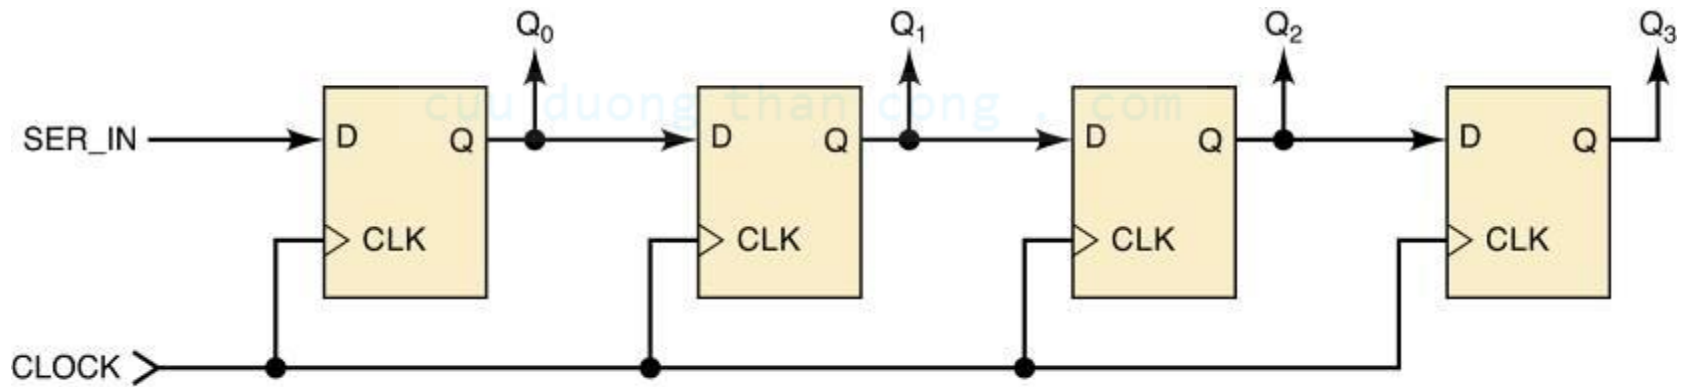 Q₀ Q₁ Q₂ Q₃
cuu duong than cong . com
SER_IN D Q D Q D Q D Q
CLK CLK CLK CLK
CLOCK